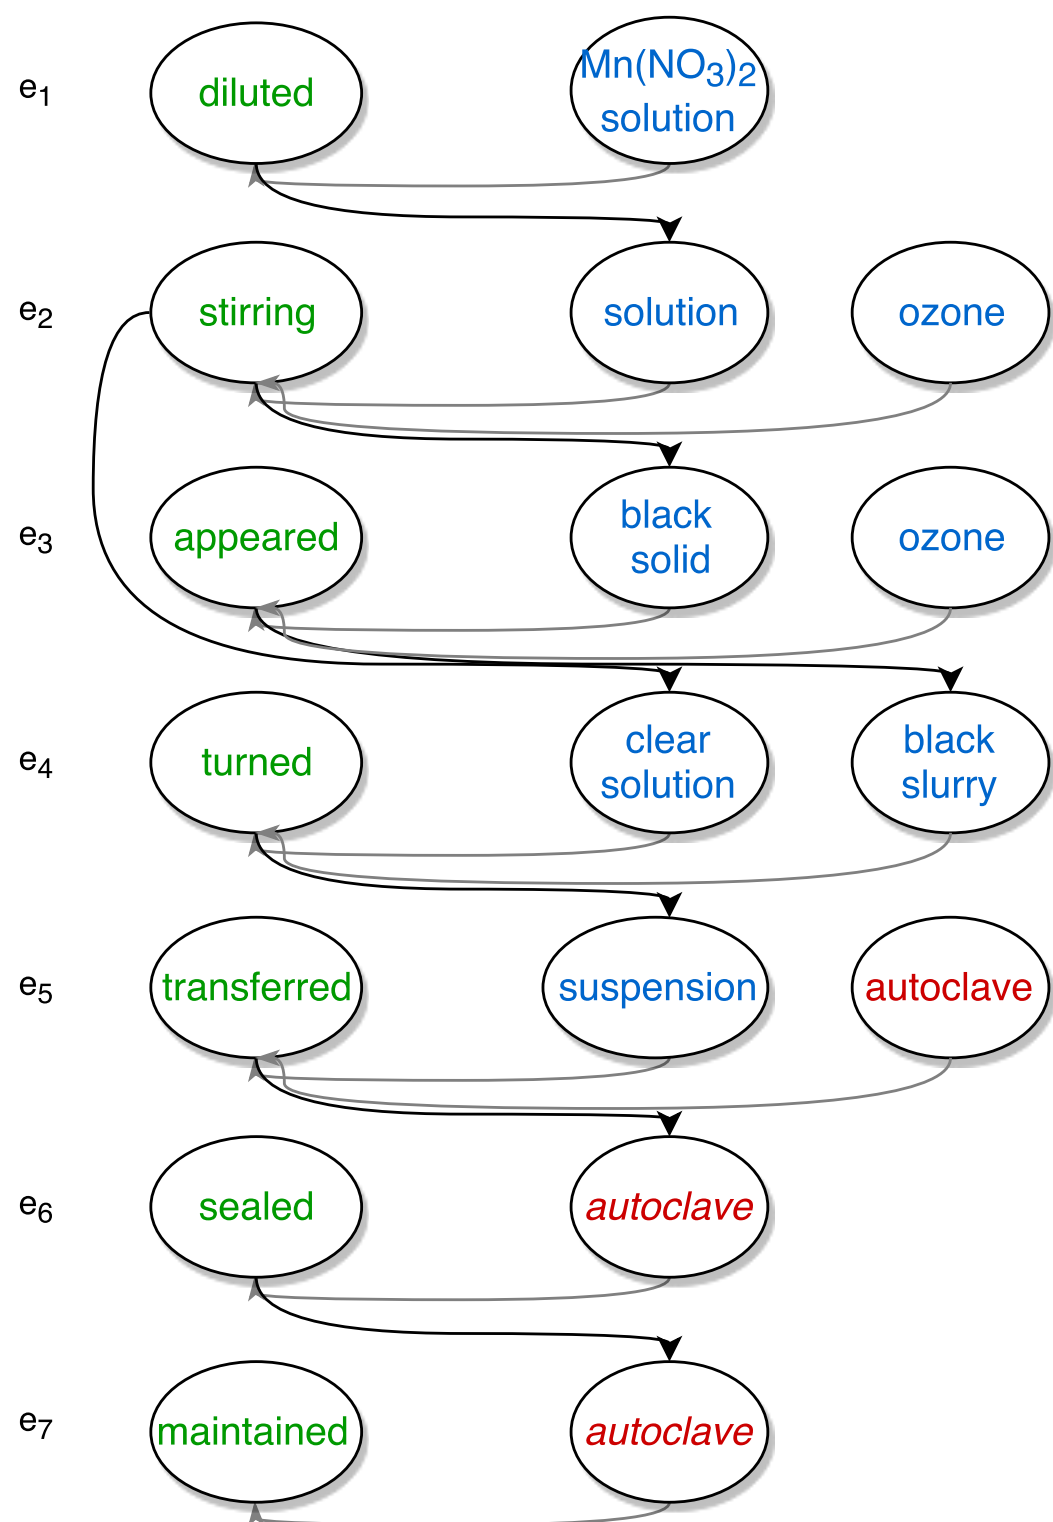 e₁ diluted Mn(NO₃)₂
solution
e₂ stirring solution ozone
e₃ appeared black
solid ozone
e₄ turned clear
solution black
slurry
e₅ transferred suspension autoclave
e₆ sealed autoclave
e₇ maintained autoclave